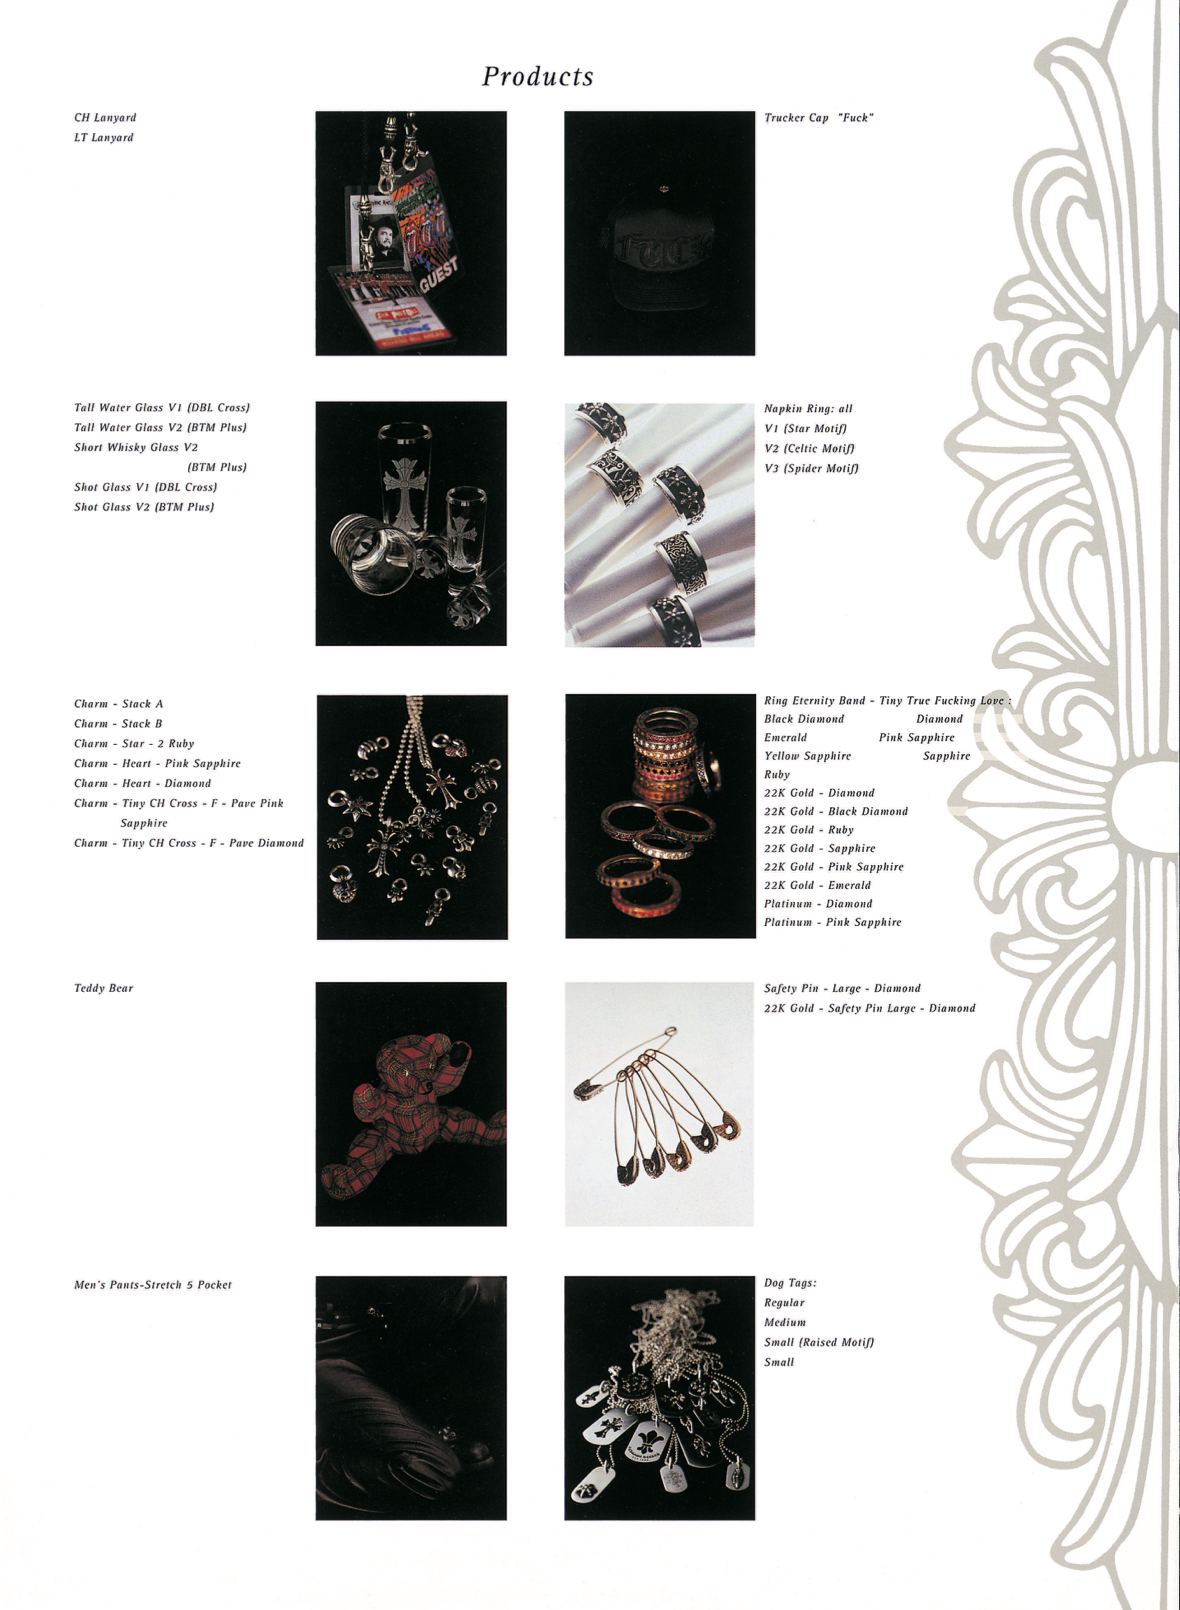 Products
CH Lanyard
LT Lanyard
GUEST
Trucker Cap "Fuck"
Tall Water Glass V1 (DBL Cross)
Tall Water Glass V2 (BTM Plus)
Short Whisky Glass V2
(BTM Plus)
Shot Glass V1 (DBL Cross)
Shot Glass V2 (BTM Plus)
Napkin Ring: all
V1 (Star Motif)
V2 (Celtic Motif)
V3 (Spider Motif)
Charm - Stack A
Charm - Stack B
Charm - Star - 2 Ruby
Charm - Heart - Pink Sapphire
Charm - Heart - Diamond
Charm - Tiny CH Cross - F - Pave Pink
Sapphire
Charm - Tiny CH Cross - F - Pave Diamond
Ring Eternity Band - Tiny True Fucking Love :
Black Diamond Diamond
Emerald Pink Sapphire
Yellow Sapphire Sapphire
Ruby
22K Gold - Diamond
22K Gold - Black Diamond
22K Gold - Ruby
22K Gold - Sapphire
22K Gold - Pink Sapphire
22K Gold - Emerald
Platinum - Diamond
Platinum - Pink Sapphire
Teddy Bear
Safety Pin - Large - Diamond
22K Gold - Safety Pin Large - Diamond
Men's Pants-Stretch 5 Pocket
Dog Tags:
Regular
Medium
Small (Raised Motif)
Small